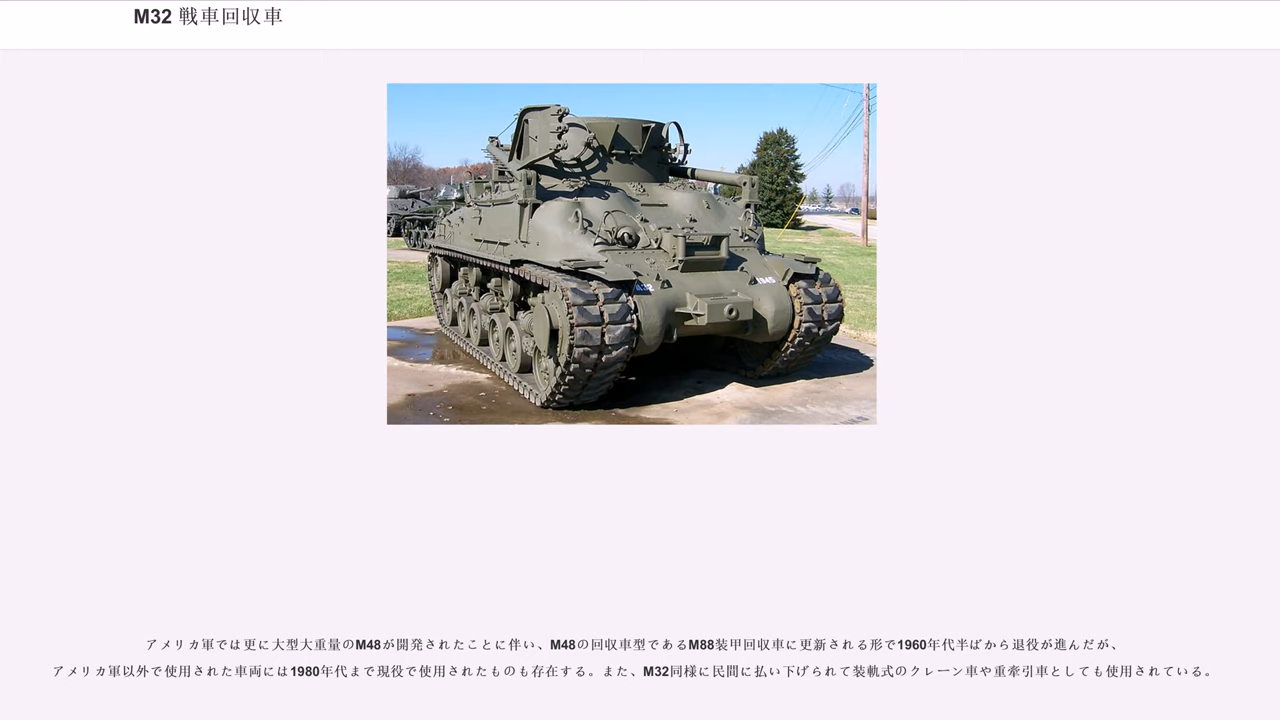 M32 戦車回収車
M32
1945
アメリカ軍では更に大型大重量のM48が開発されたことに伴い、M48の回収車型であるM88装甲回収車に更新される形で1960年代半ばから退役が進んだが、
アメリカ軍以外で使用された車両には1980年代まで現役で使用されたものも存在する。また、M32同様に民間に払い下げられて装軌式のクレーン車や重牽引車としても使用されている。